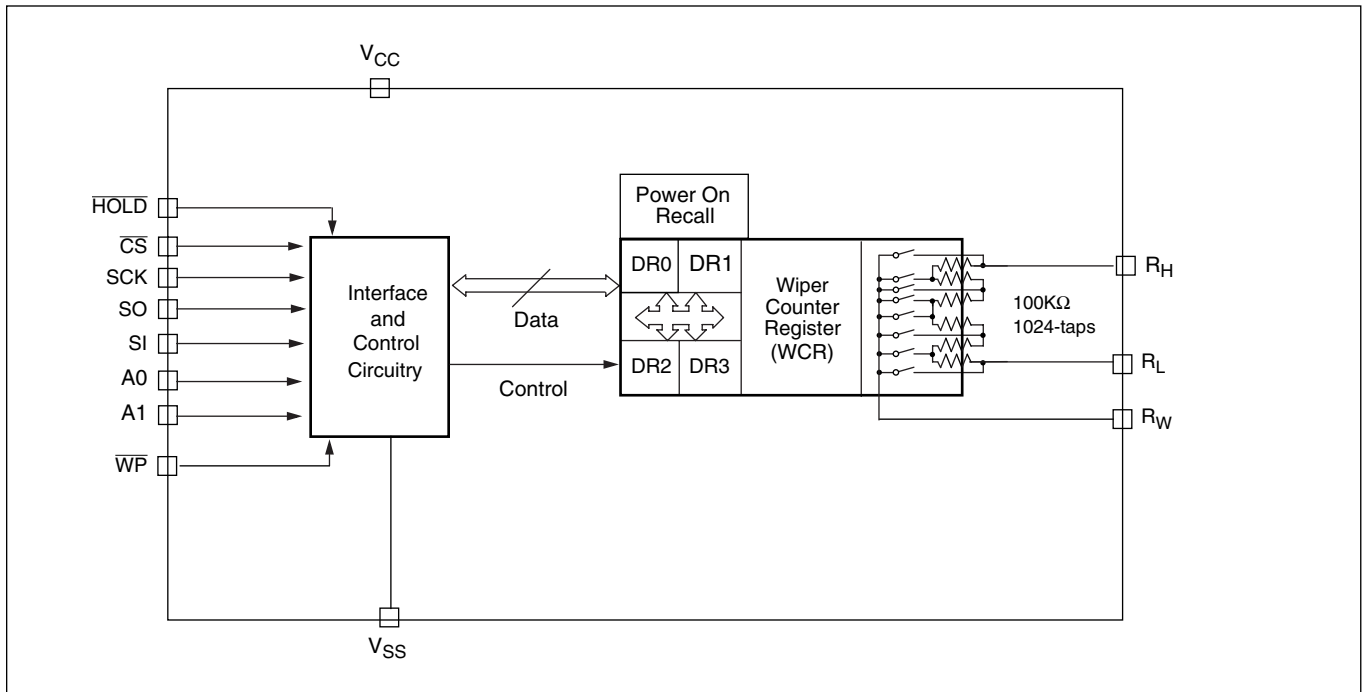 VCC
HOLD
CS
SCK
SO
SI
A0
A1
WP
Interface
and
Control
Circuitry
VSS
Data
Control
Power On
Recall
DR0
DR1
DR2
DR3
Wiper
Counter
Register
(WCR)
100KΩ
1024-taps
RH
RL
RW